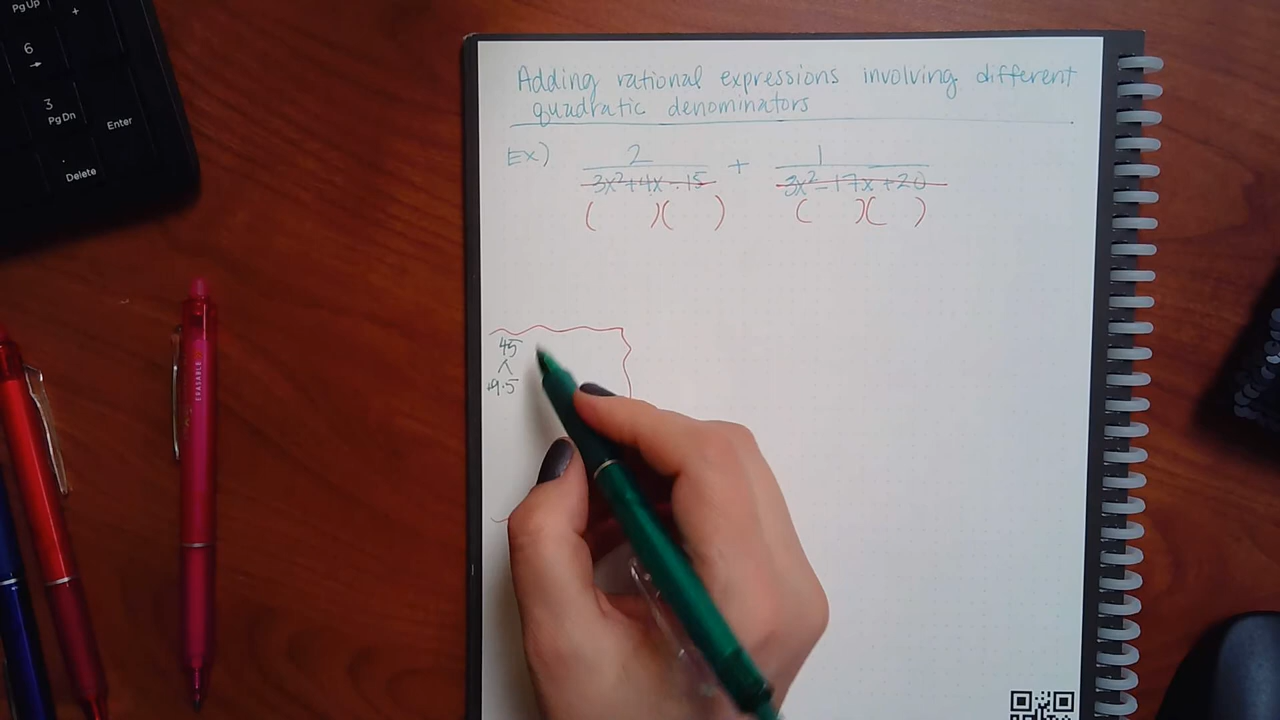 PgUp
+
6
3
PgDn
Enter
Delete
ERASABLE
Adding rational expressions involving different
quadratic denominators
Ex) 2 + 1
3x²+4x-15 3x²-17x+20
( )( ) ( )( )
45
+9·5